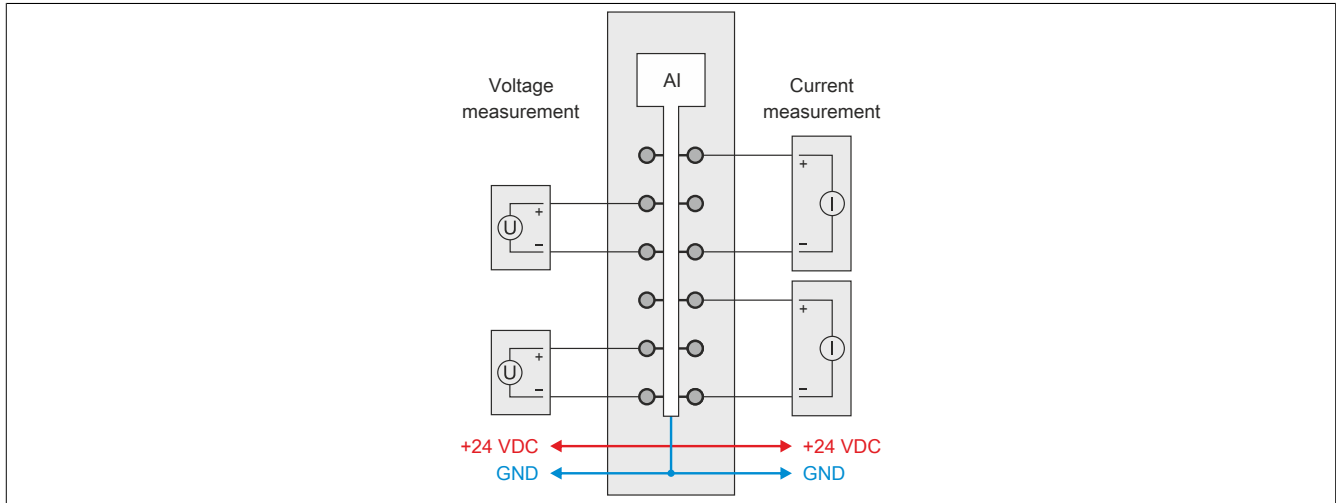 AI
Voltage
measurement
Current
measurement
+
+
U
I
−
−
+
+
U
I
−
−
+24 VDC
+24 VDC
GND
GND